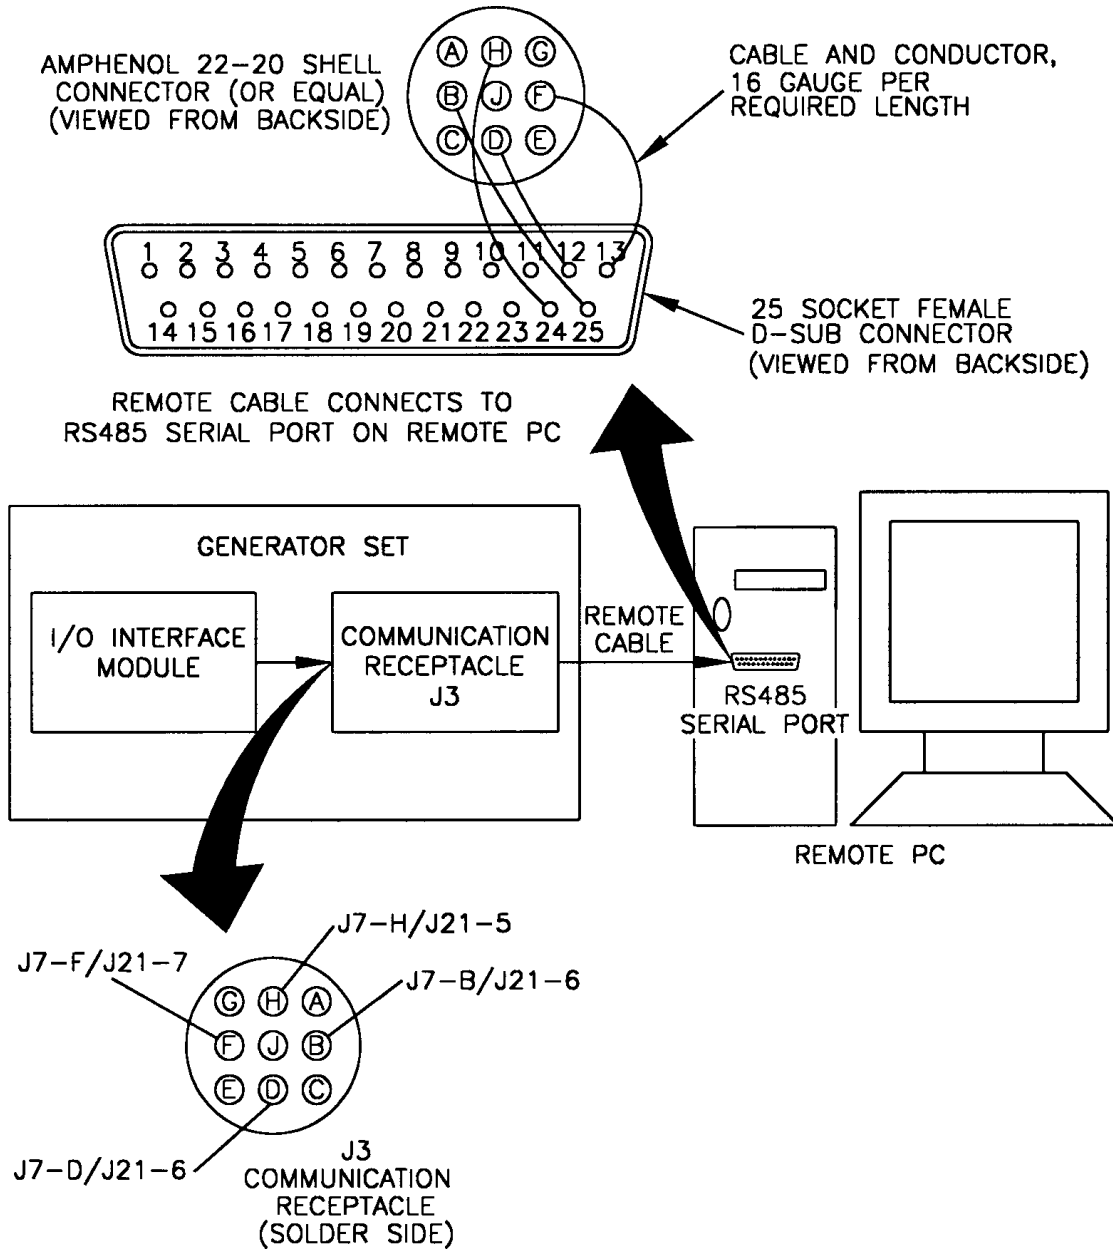 AMPHENOL 22-20 SHELL
CONNECTOR (OR EQUAL)
(VIEWED FROM BACKSIDE)
A H G
B J F
C D E
CABLE AND CONDUCTOR,
16 GAUGE PER
REQUIRED LENGTH
1 2 3 4 5 6 7 8 9 10 11 12 13
14 15 16 17 18 19 20 21 22 23 24 25
25 SOCKET FEMALE
D-SUB CONNECTOR
(VIEWED FROM BACKSIDE)
REMOTE CABLE CONNECTS TO
RS485 SERIAL PORT ON REMOTE PC
GENERATOR SET
I/O INTERFACE
MODULE
COMMUNICATION
RECEPTACLE
J3
REMOTE
CABLE
RS485
SERIAL PORT
REMOTE PC
J7-H/J21-5
J7-F/J21-7
J7-B/J21-6
G H A
F J B
E D C
J7-D/J21-6
J3
COMMUNICATION
RECEPTACLE
(SOLDER SIDE)